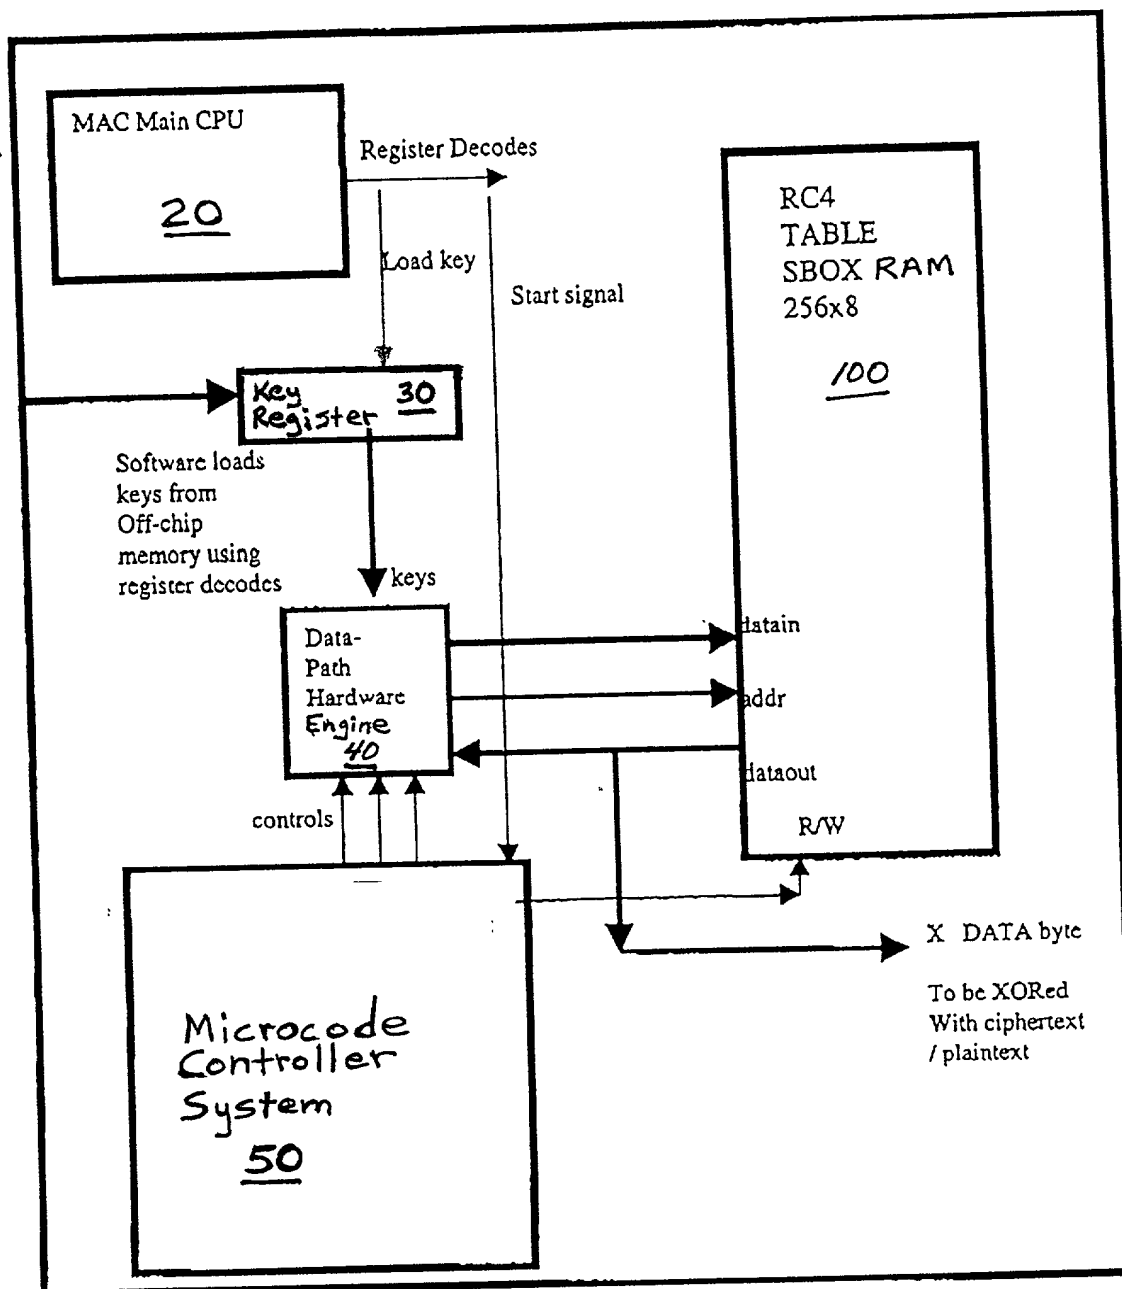 MAC Main CPU
20
Register Decodes
Load key
Start signal
RC4
TABLE
SBOX RAM
256x8
100
Key
Register
30
Software loads
keys from
Off-chip
memory using
register decodes
keys
Data-
Path
Hardware
Engine
40
datain
addr
dataout
R/W
controls
Microcode
Controller
System
50
X DATA byte
To be XORed
With ciphertext
/ plaintext